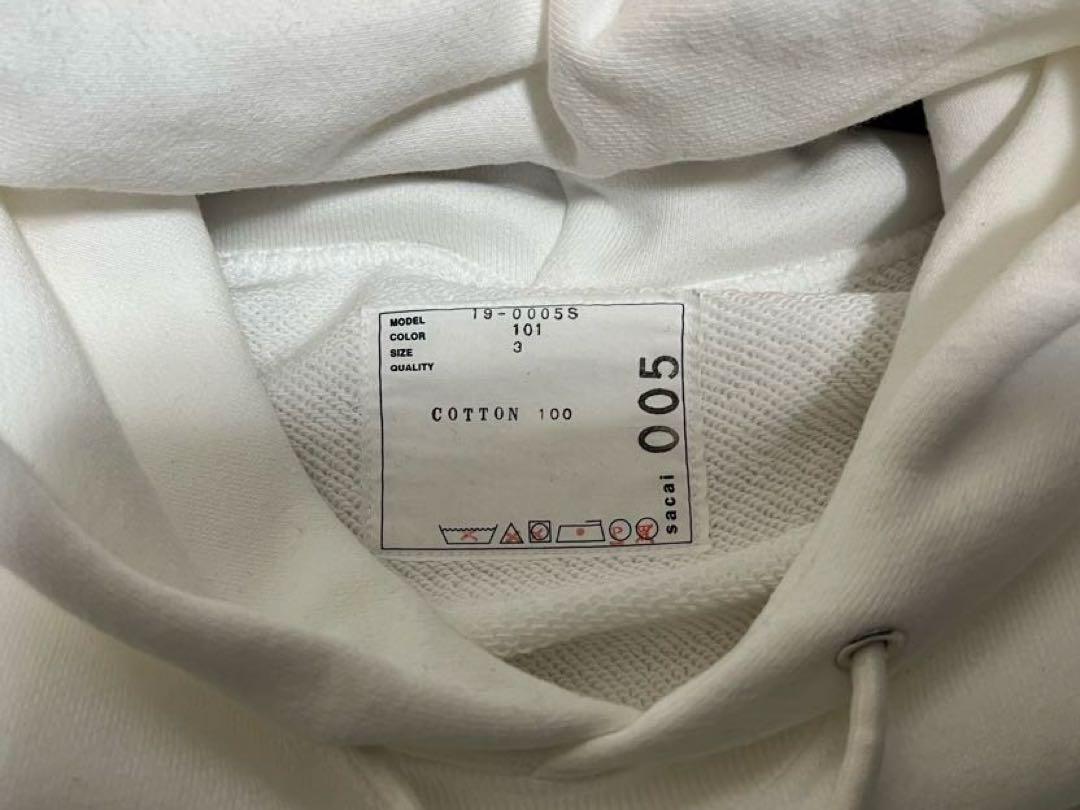 MODEL 19-0005S
COLOR 101
SIZE 3
QUALITY
COTTON 100
sacai 005